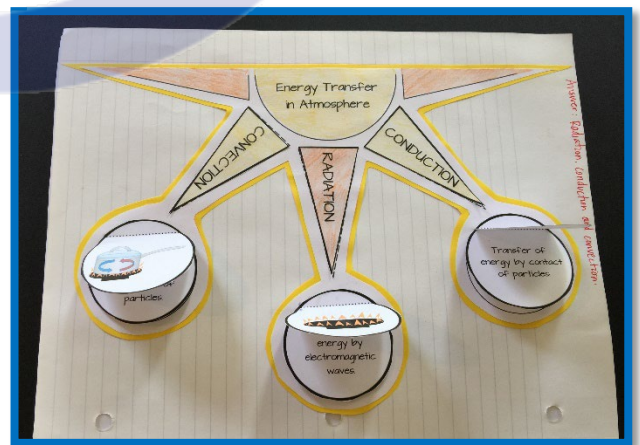 Energy Transfer
in Atmosphere
CONVECTION
RADIATION
CONDUCTION
particles
energy by
electromagnetic
waves
Transfer of
energy by contact
of particles
Answer: Radiation, conduction and convection